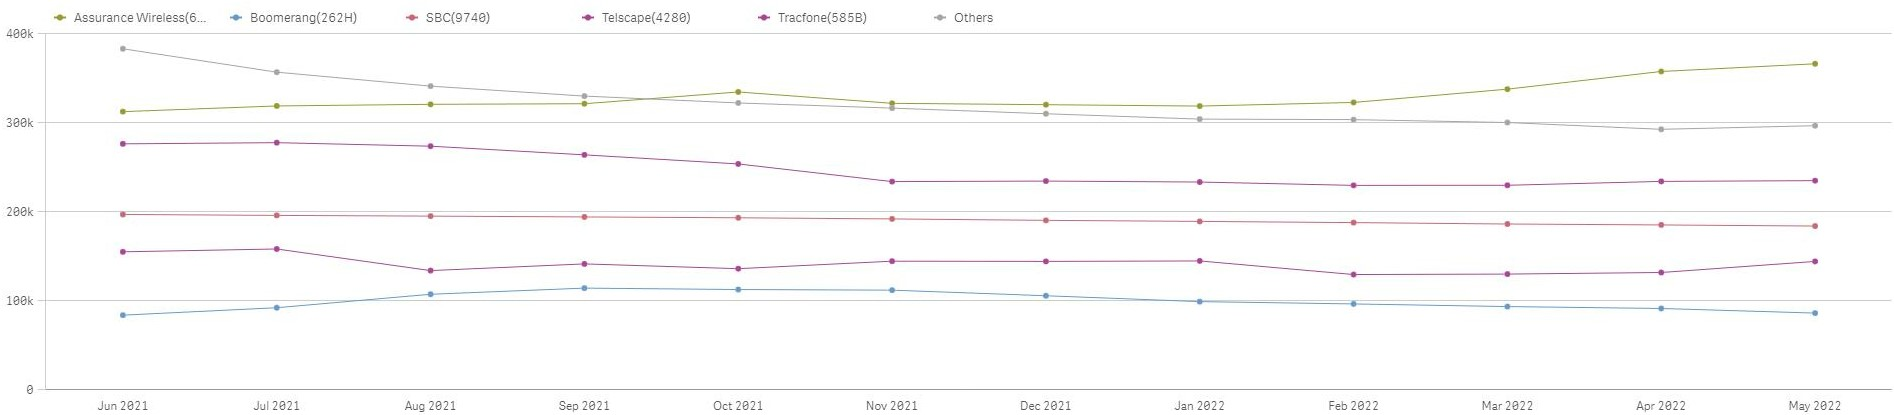 Assurance Wireless(6... Boomerang(262H) SBC(9740) Telscape(4280) Tracfone(585B) Others
400k
300k
200k
100k
0
Jun 2021 Jul 2021 Aug 2021 Sep 2021 Oct 2021 Nov 2021 Dec 2021 Jan 2022 Feb 2022 Mar 2022 Apr 2022 May 2022